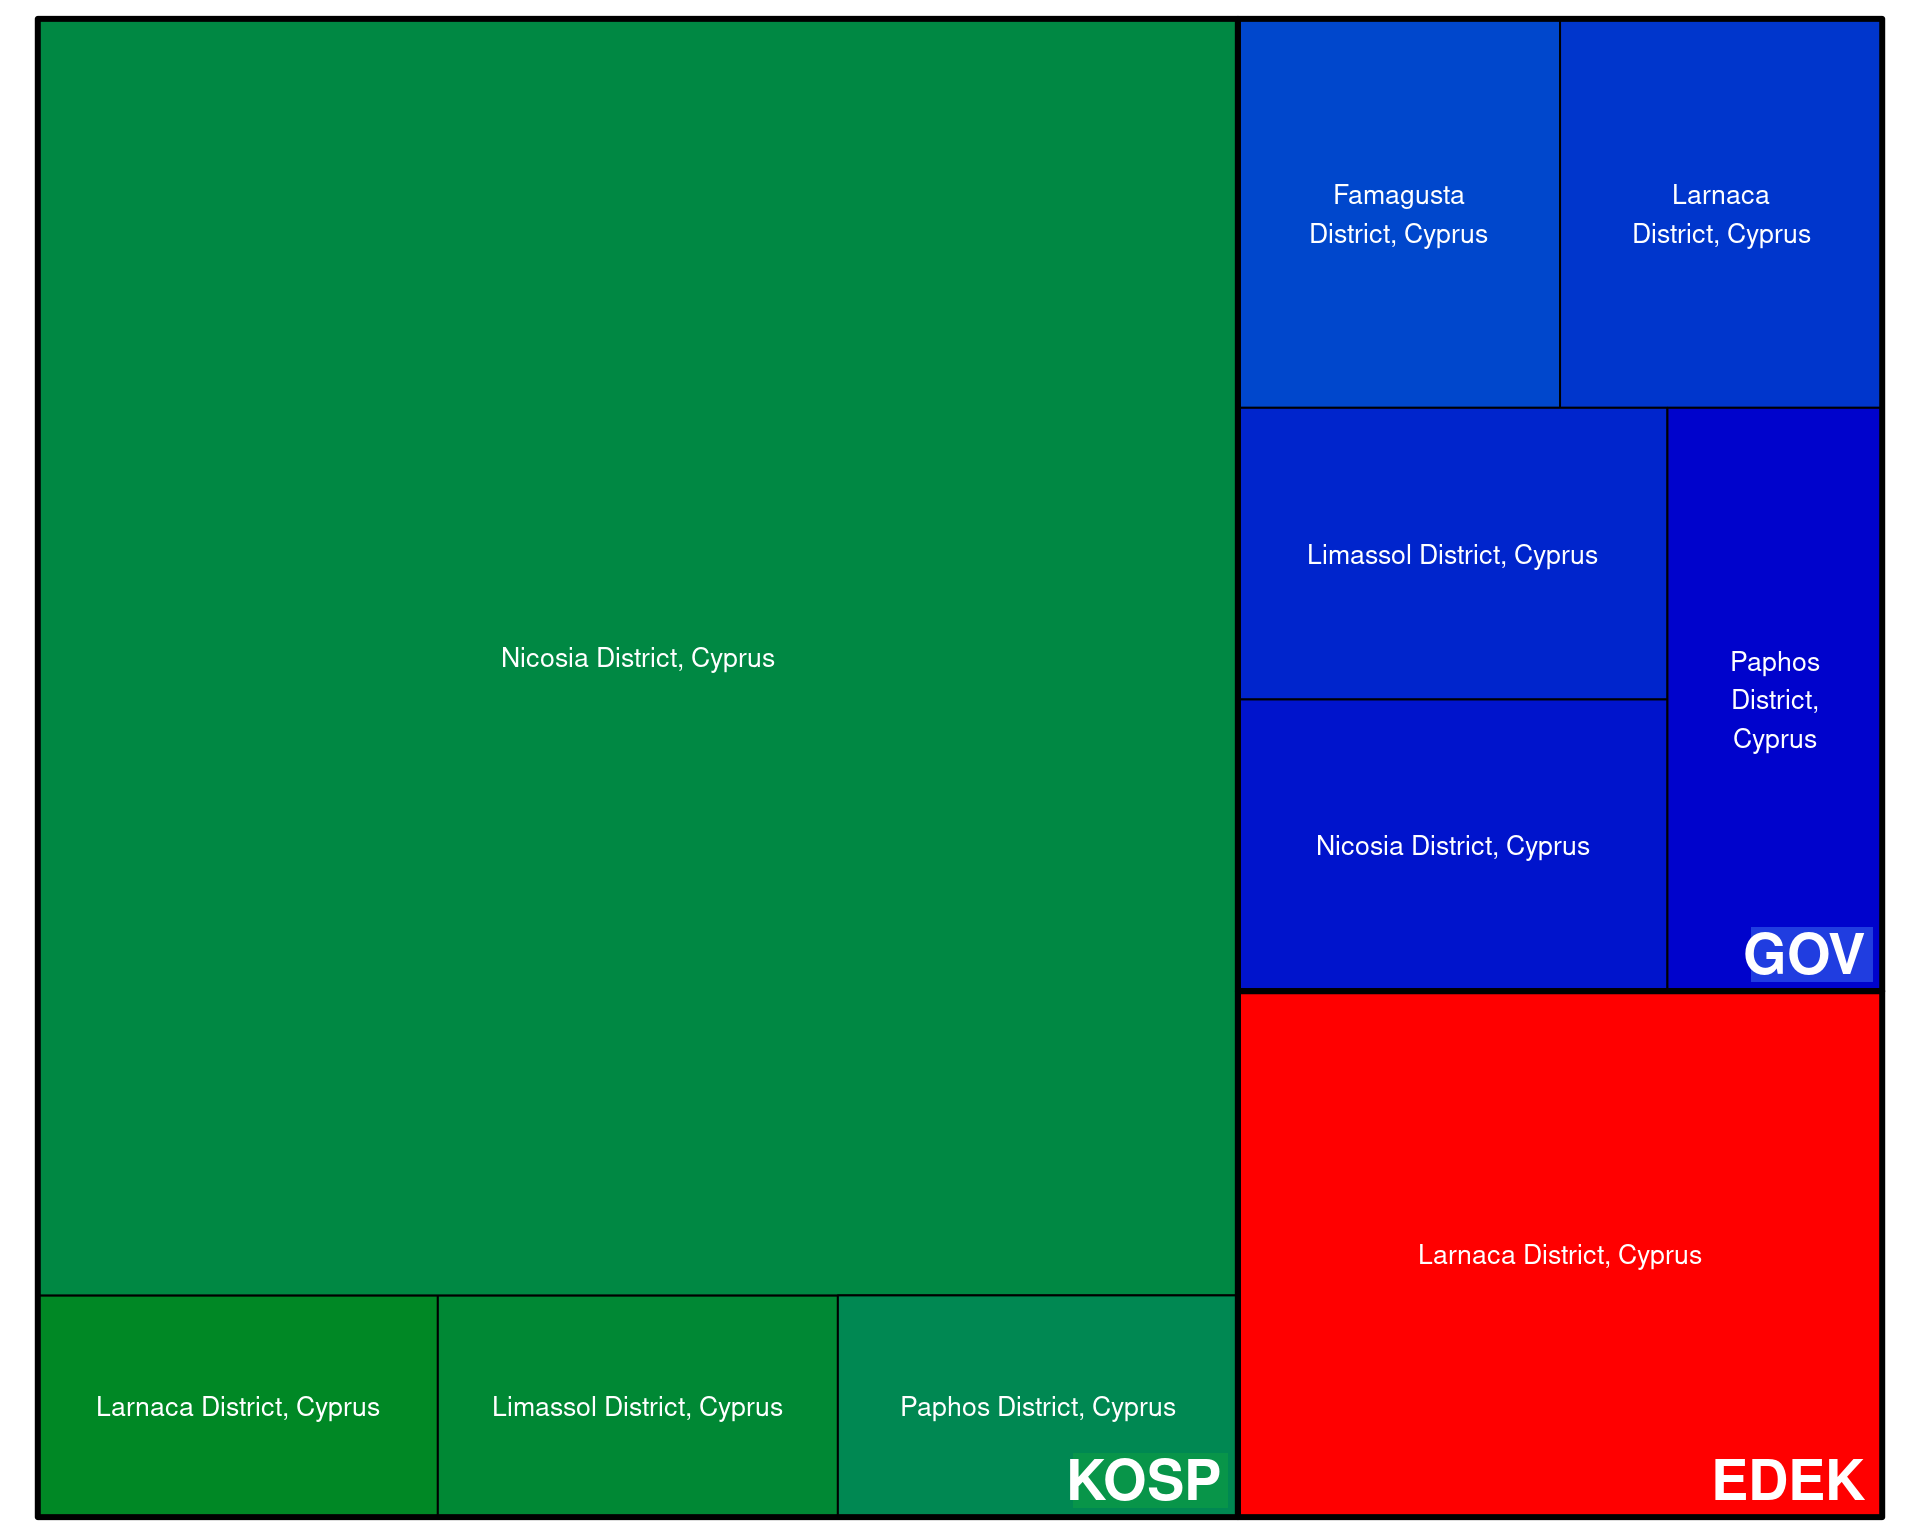 Nicosia District, Cyprus
Larnaca District, Cyprus
Limassol District, Cyprus
Paphos District, Cyprus
KOSP
Famagusta
District, Cyprus
Larnaca
District, Cyprus
Limassol District, Cyprus
Nicosia District, Cyprus
Paphos
District,
Cyprus
GOV
Larnaca District, Cyprus
EDEK